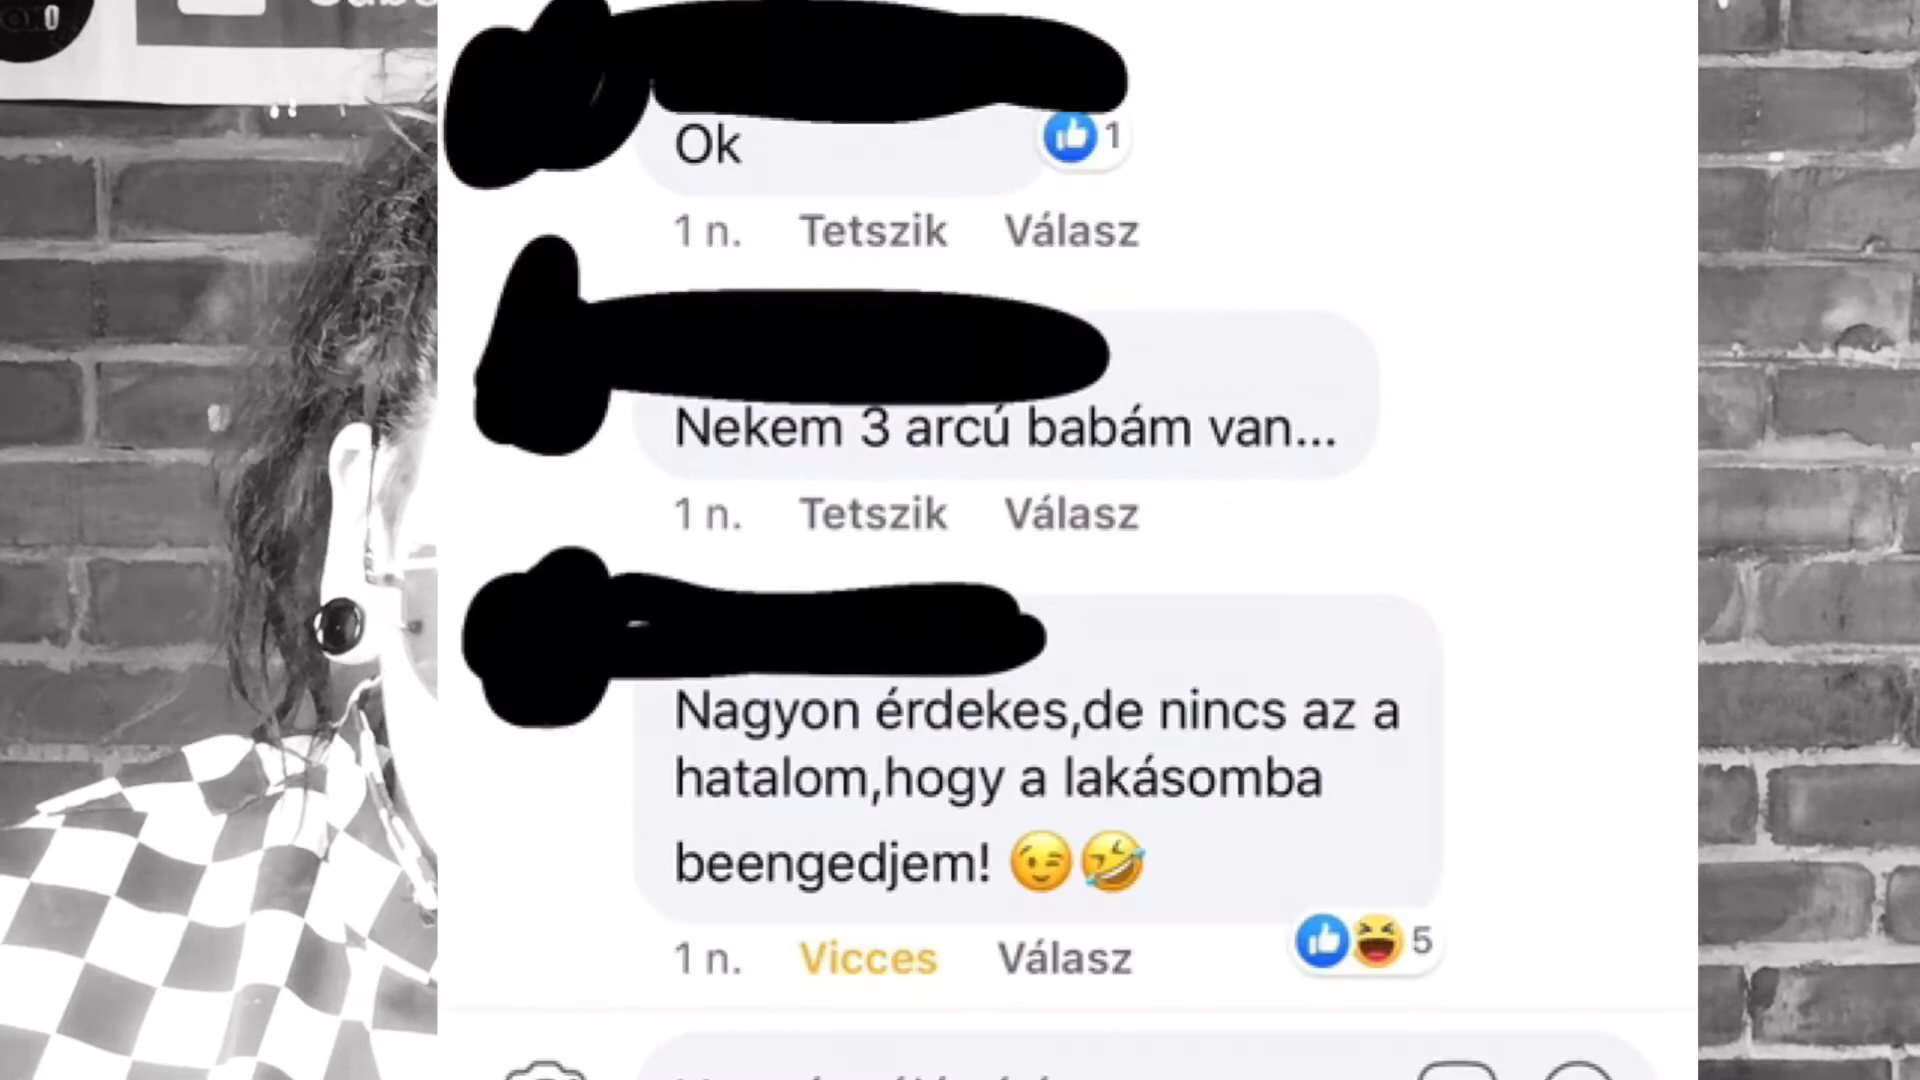 Ok
1
1 n. Tetszik Válasz
Nekem 3 arcú babám van...
1 n. Tetszik Válasz
Nagyon érdekes,de nincs az a
hatalom,hogy a lakásomba
beengedjem! 😉🤣
1 n. Vicces Válasz
5